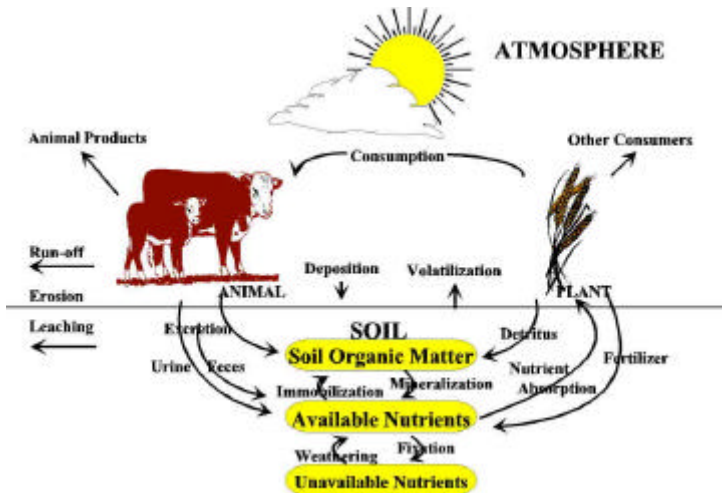 ATMOSPHERE
Animal Products
Other Consumers
Consumption
Run-off
Deposition
Volatilization
ANIMAL
PLANT
Erosion
Leaching
Excretion
SOIL
Detritus
Soil Organic Matter
Urine
Feces
Nutrient
Absorption
Fertilizer
Immobilization
Mineralization
Available Nutrients
Weathering
Fixation
Unavailable Nutrients